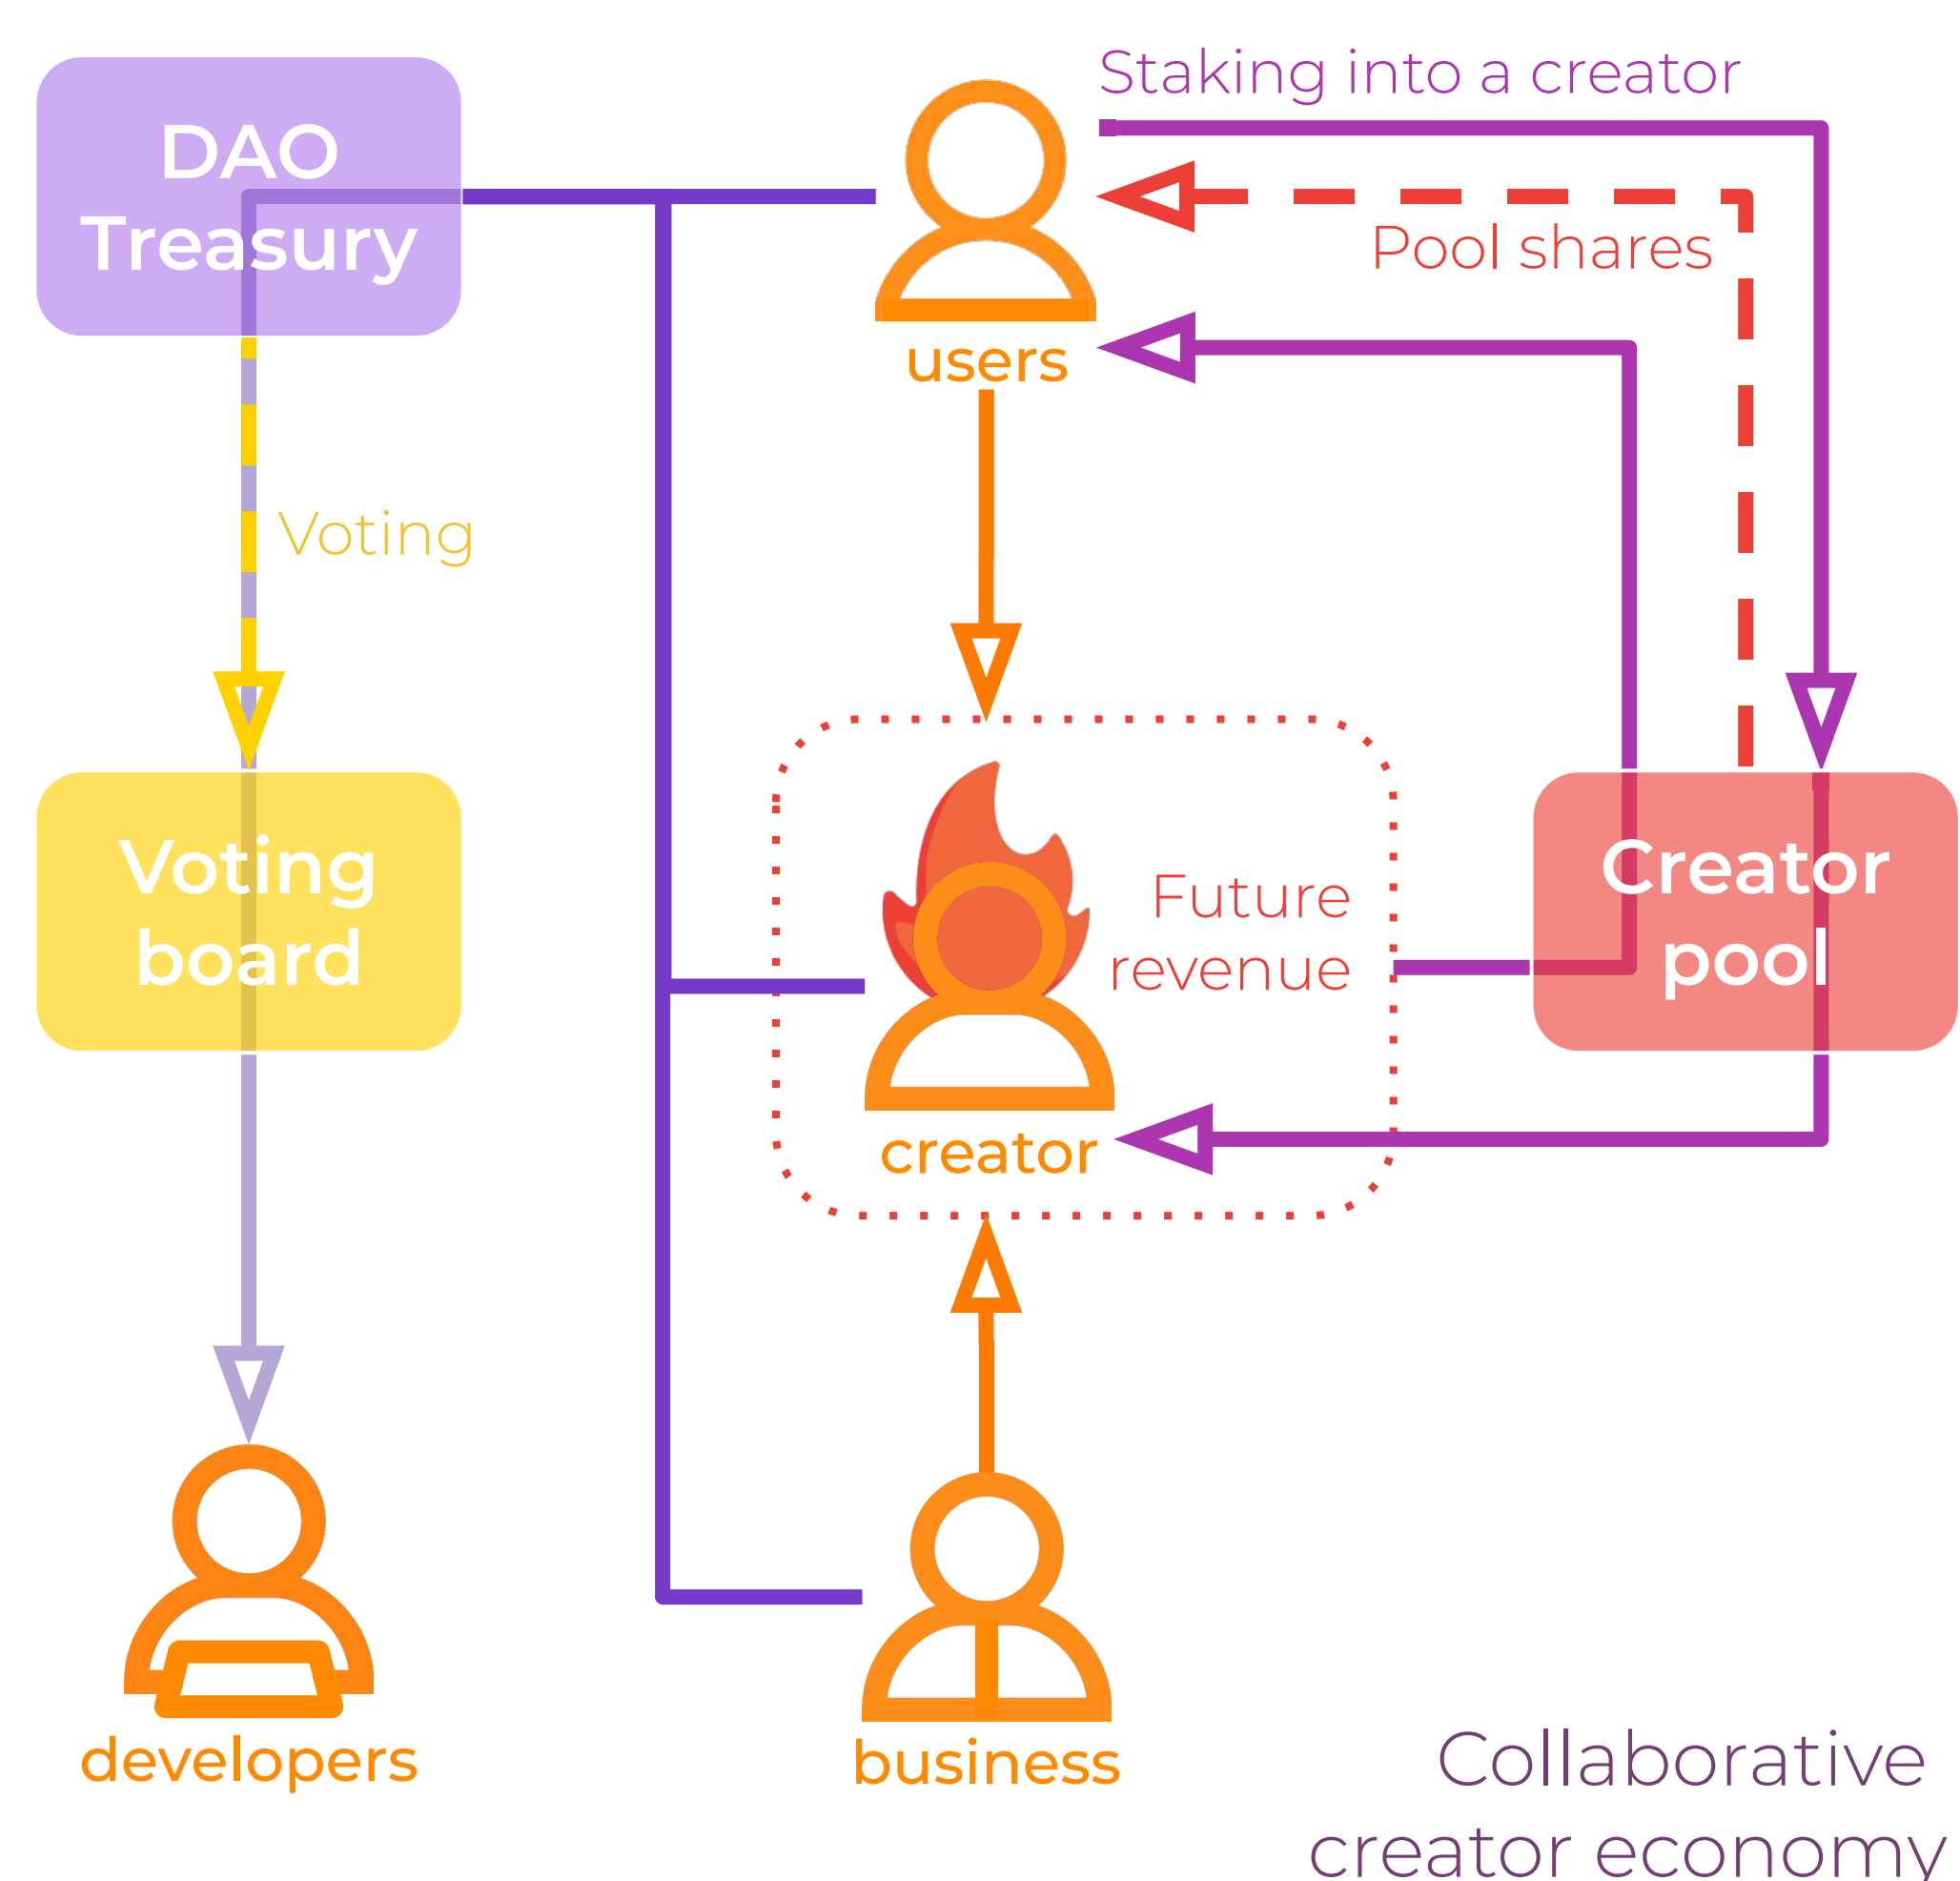 Staking into a creator
DAO
Treasury
Pool shares
users
Voting
Voting
board
Future
revenue
Creator
pool
creator
developers
business
Collaborative
creator economy